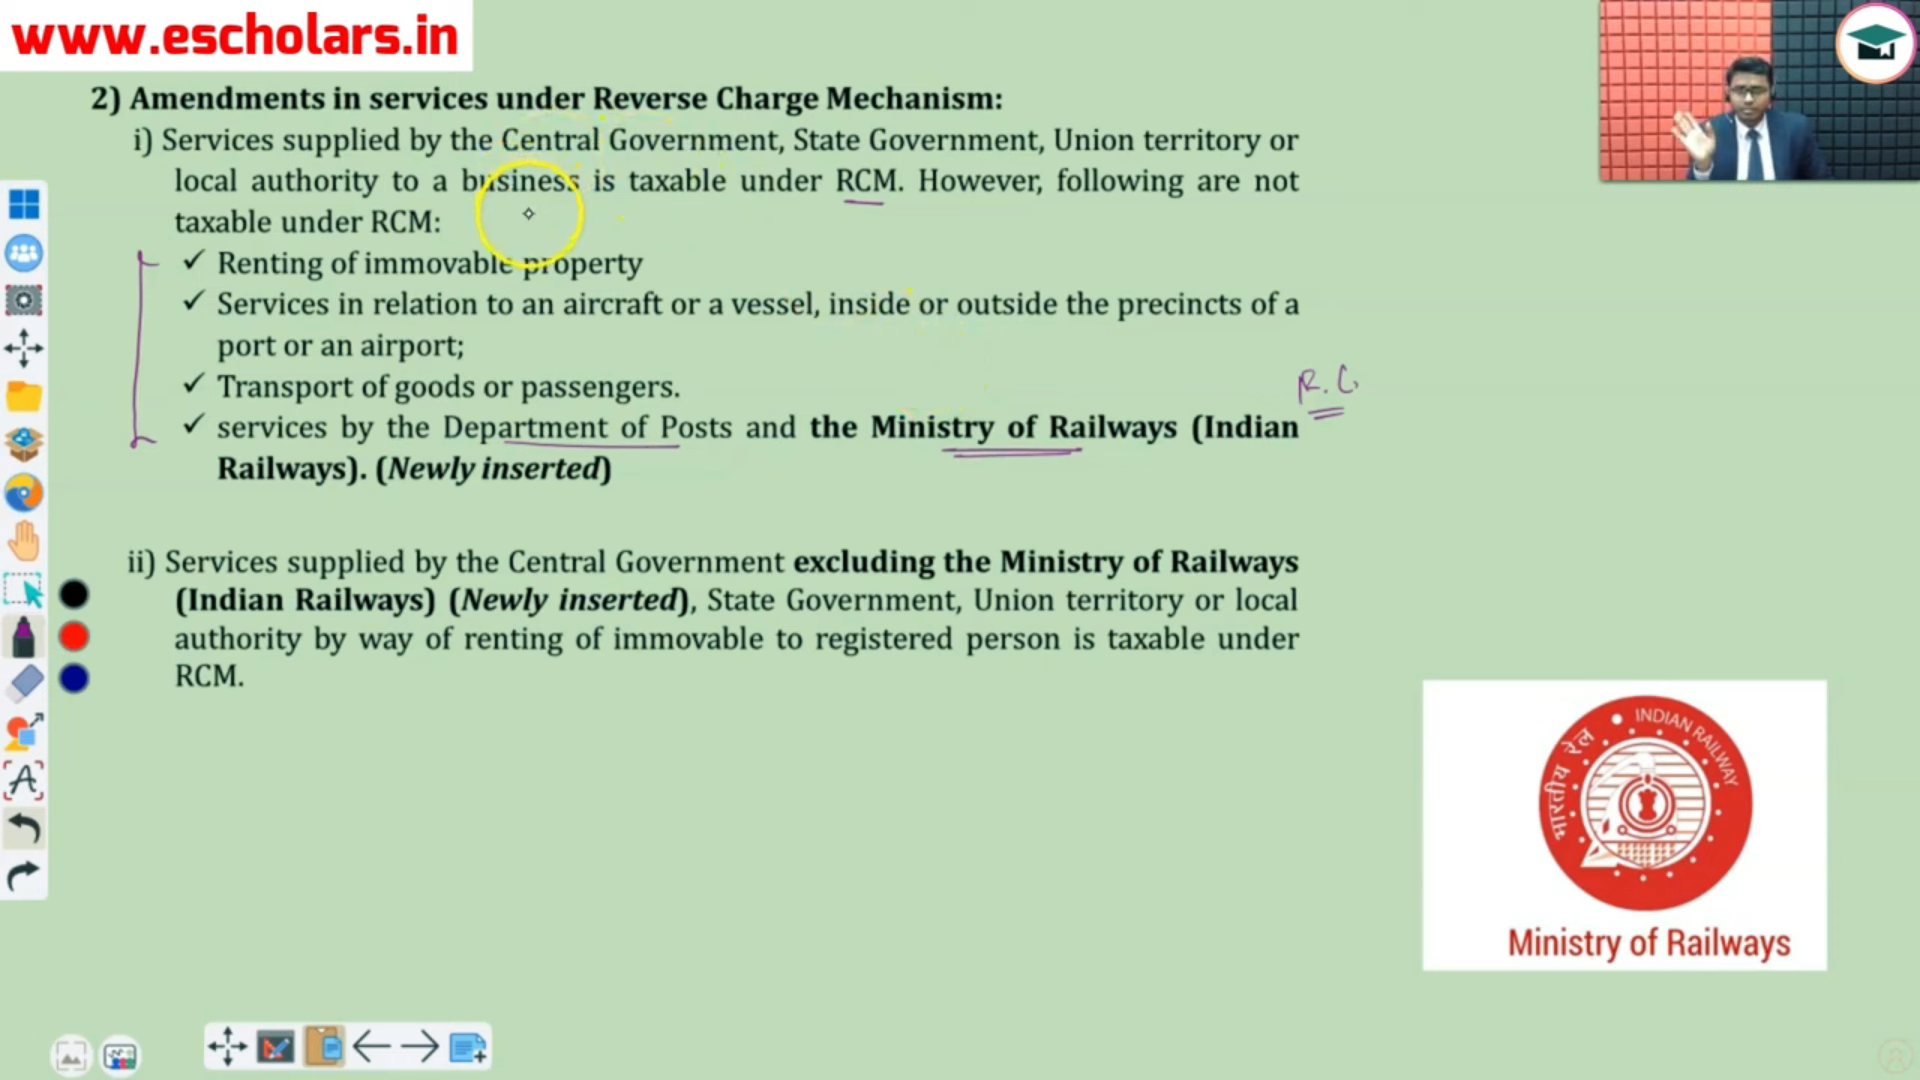 www.escholars.in
2) Amendments in services under Reverse Charge Mechanism:
i) Services supplied by the Central Government, State Government, Union territory or
local authority to a business is taxable under RCM. However, following are not
taxable under RCM:
✓ Renting of immovable property
✓ Services in relation to an aircraft or a vessel, inside or outside the precincts of a
port or an airport;
✓ Transport of goods or passengers.
R.C.
✓ services by the Department of Posts and the Ministry of Railways (Indian
Railways). (Newly inserted)
ii) Services supplied by the Central Government excluding the Ministry of Railways
(Indian Railways) (Newly inserted), State Government, Union territory or local
authority by way of renting of immovable to registered person is taxable under
RCM.
भारतीय रेल
INDIAN RAILWAY
Ministry of Railways